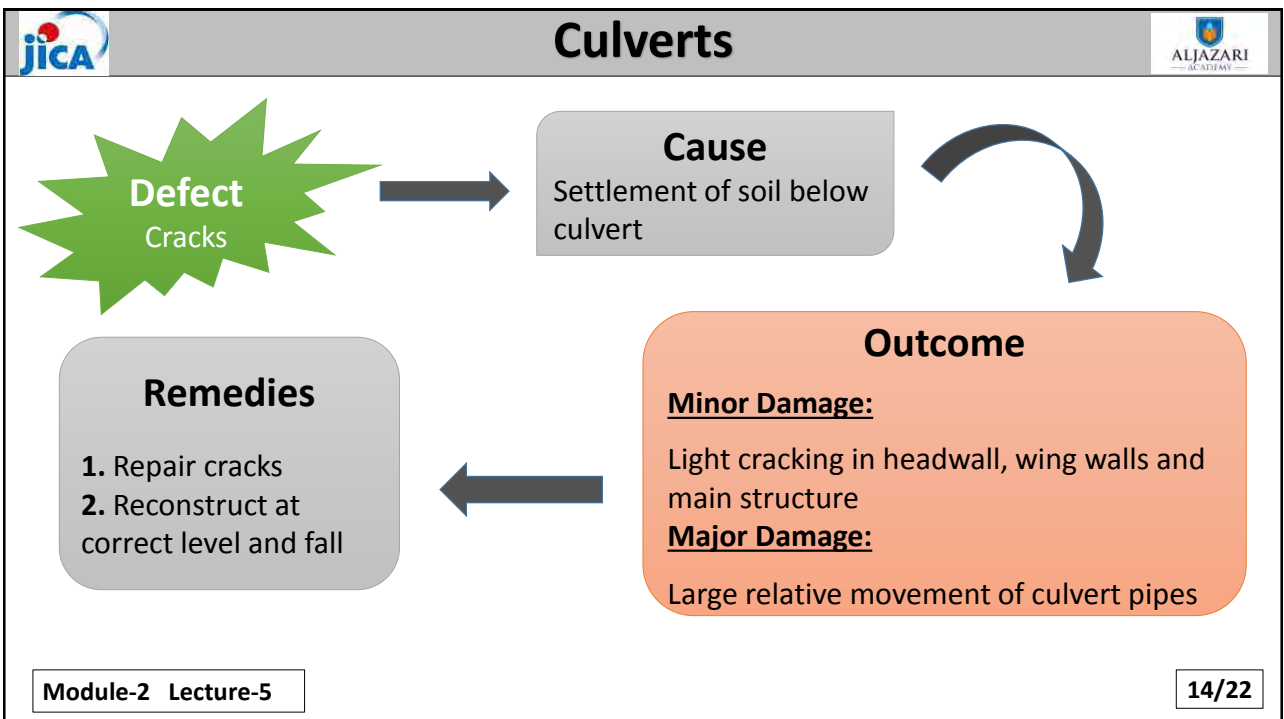 jICA
Culverts
ALJAZARI
ACADEMY
Defect
Cracks
Cause
Settlement of soil below
culvert
Outcome
Minor Damage:
Light cracking in headwall, wing walls and
main structure
Major Damage:
Large relative movement of culvert pipes
Remedies
1. Repair cracks
2. Reconstruct at
correct level and fall
Module-2 Lecture-5
14/22